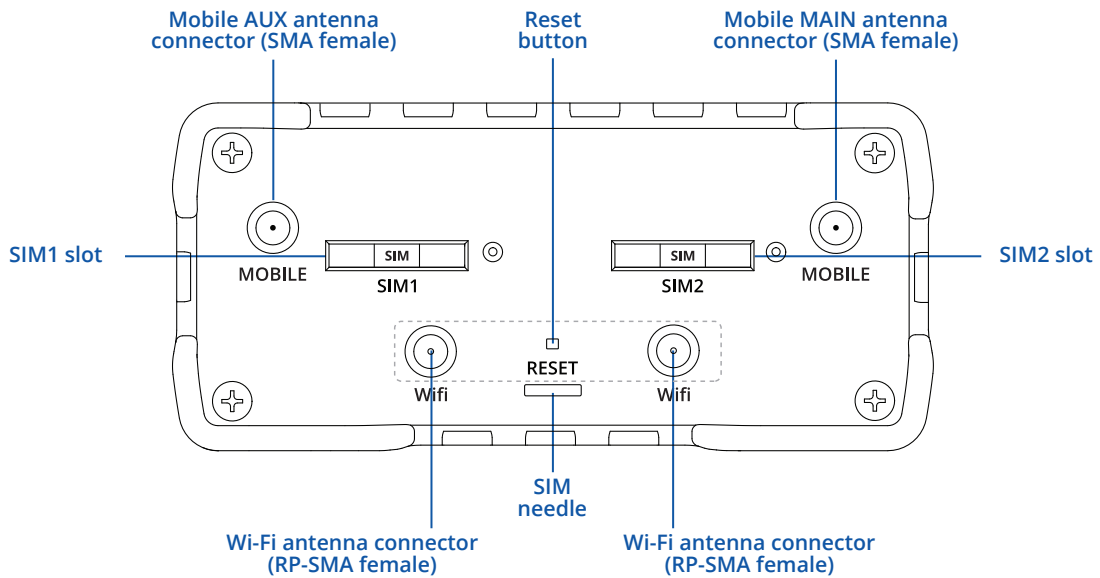 Mobile AUX antenna
connector (SMA female)
Reset
button
Mobile MAIN antenna
connector (SMA female)
SIM1 slot
MOBILE
SIM
SIM1
SIM
SIM2
MOBILE
SIM2 slot
RESET
Wifi
Wifi
SIM
needle
Wi-Fi antenna connector
(RP-SMA female)
Wi-Fi antenna connector
(RP-SMA female)